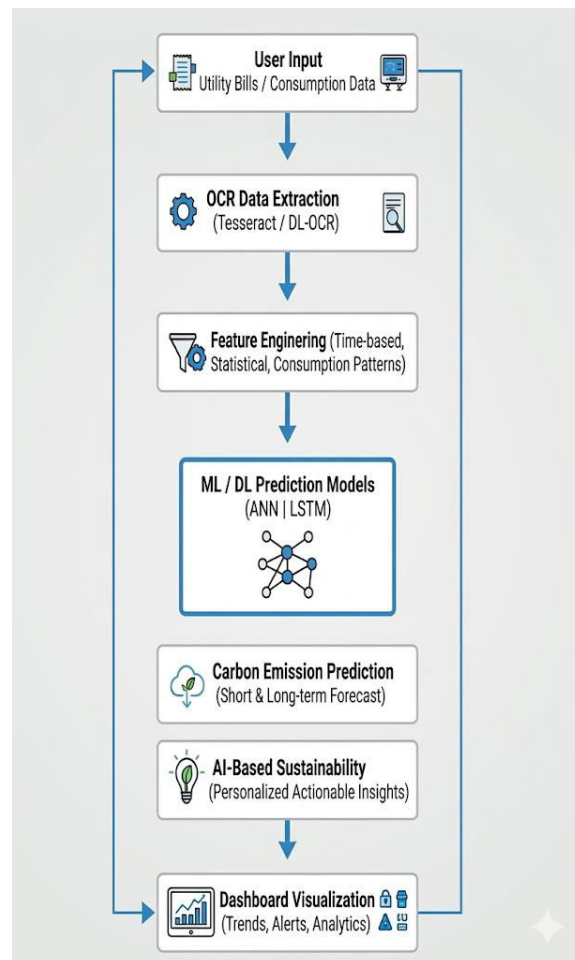 User Input
Utility Bills / Consumption Data
OCR Data Extraction
(Tesseract / DL-OCR)
Feature Enginering (Time-based,
Statistical, Consumption Patterns)
ML / DL Prediction Models
(ANN | LSTM)
Carbon Emission Prediction
(Short & Long-term Forecast)
AI-Based Sustainability
(Personalized Actionable Insights)
Dashboard Visualization
(Trends, Alerts, Analytics)